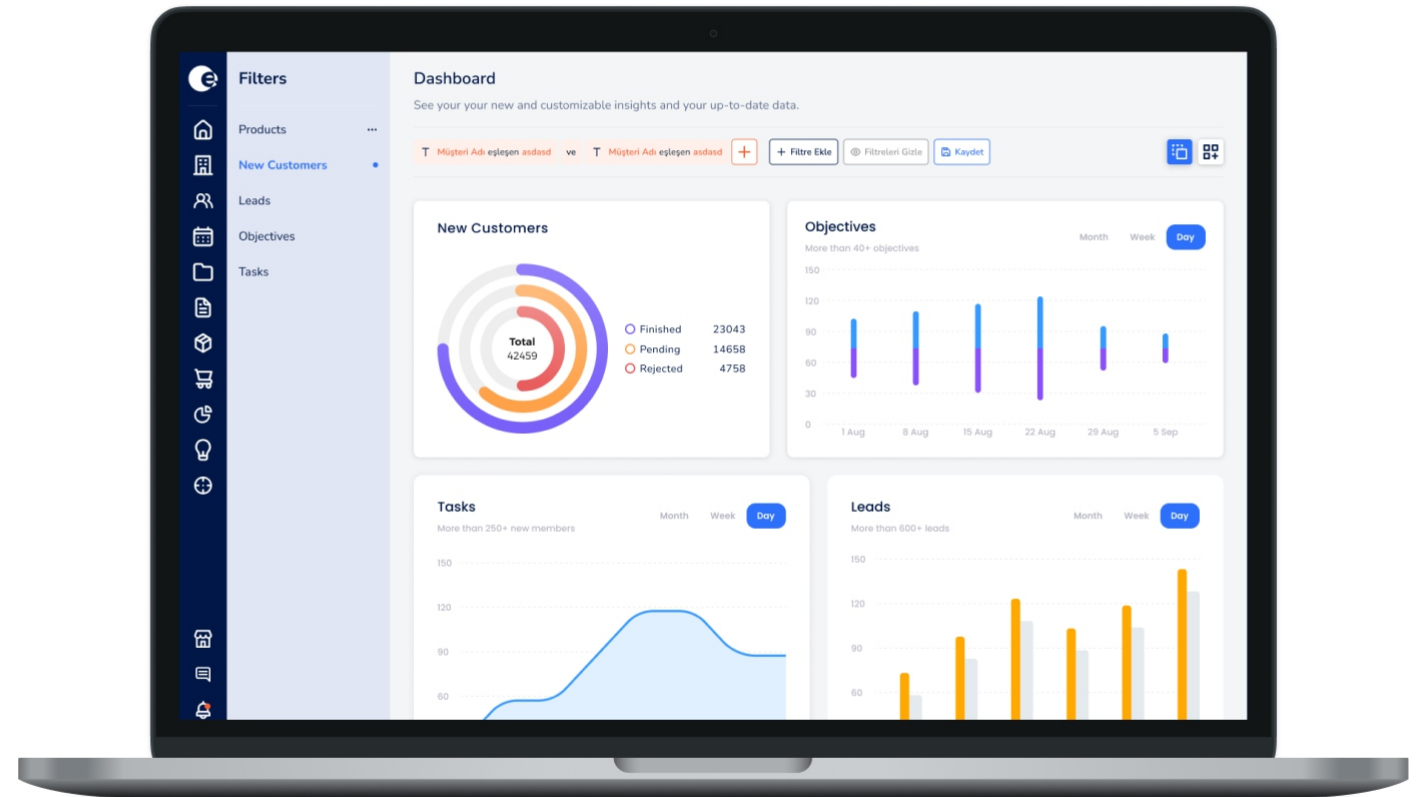 Filters
Products
New Customers
Leads
Objectives
Tasks
Dashboard
See your your new and customizable insights and your up-to-date data.
T Müşteri Adı eşleşen asdasd ve T Müşteri Adı eşleşen asdasd + Filtre Ekle Filtreleri Gizle Kaydet
New Customers
Total
42459
Finished 23043
Pending 14658
Rejected 4758
Objectives
More than 40+ objectives
Month Week Day
150
120
90
60
30
0
1 Aug 8 Aug 15 Aug 22 Aug 29 Aug 5 Sep
Tasks
More than 250+ new members
Month Week Day
150
120
90
60
Leads
More than 600+ leads
Month Week Day
150
120
90
60